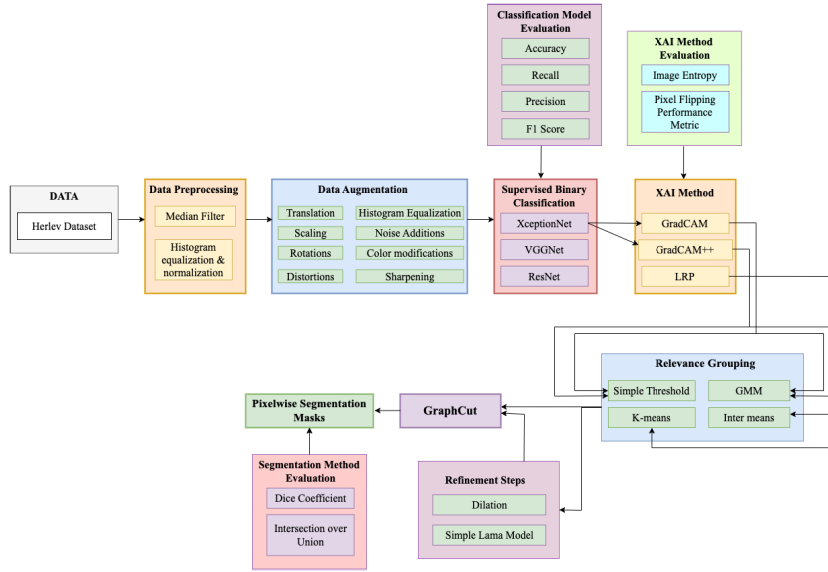 Classification Model
Evaluation
Accuracy
Recall
Precision
F1 Score
XAI Method
Evaluation
Image Entropy
Pixel Flipping
Performance
Metric
DATA
Herlev Dataset
Data Preprocessing
Median Filter
Histogram
equalization &
normalization
Data Augmentation
Translation
Histogram Equalization
Scaling
Noise Additions
Rotations
Color modifications
Distortions
Sharpening
Supervised Binary
Classification
XceptionNet
VGGNet
ResNet
XAI Method
GradCAM
GradCAM++
LRP
Relevance Grouping
Simple Threshold
GMM
K-means
Inter means
Pixelwise Segmentation
Masks
GraphCut
Segmentation Method
Evaluation
Dice Coefficient
Intersection over
Union
Refinement Steps
Dilation
Simple Lama Model